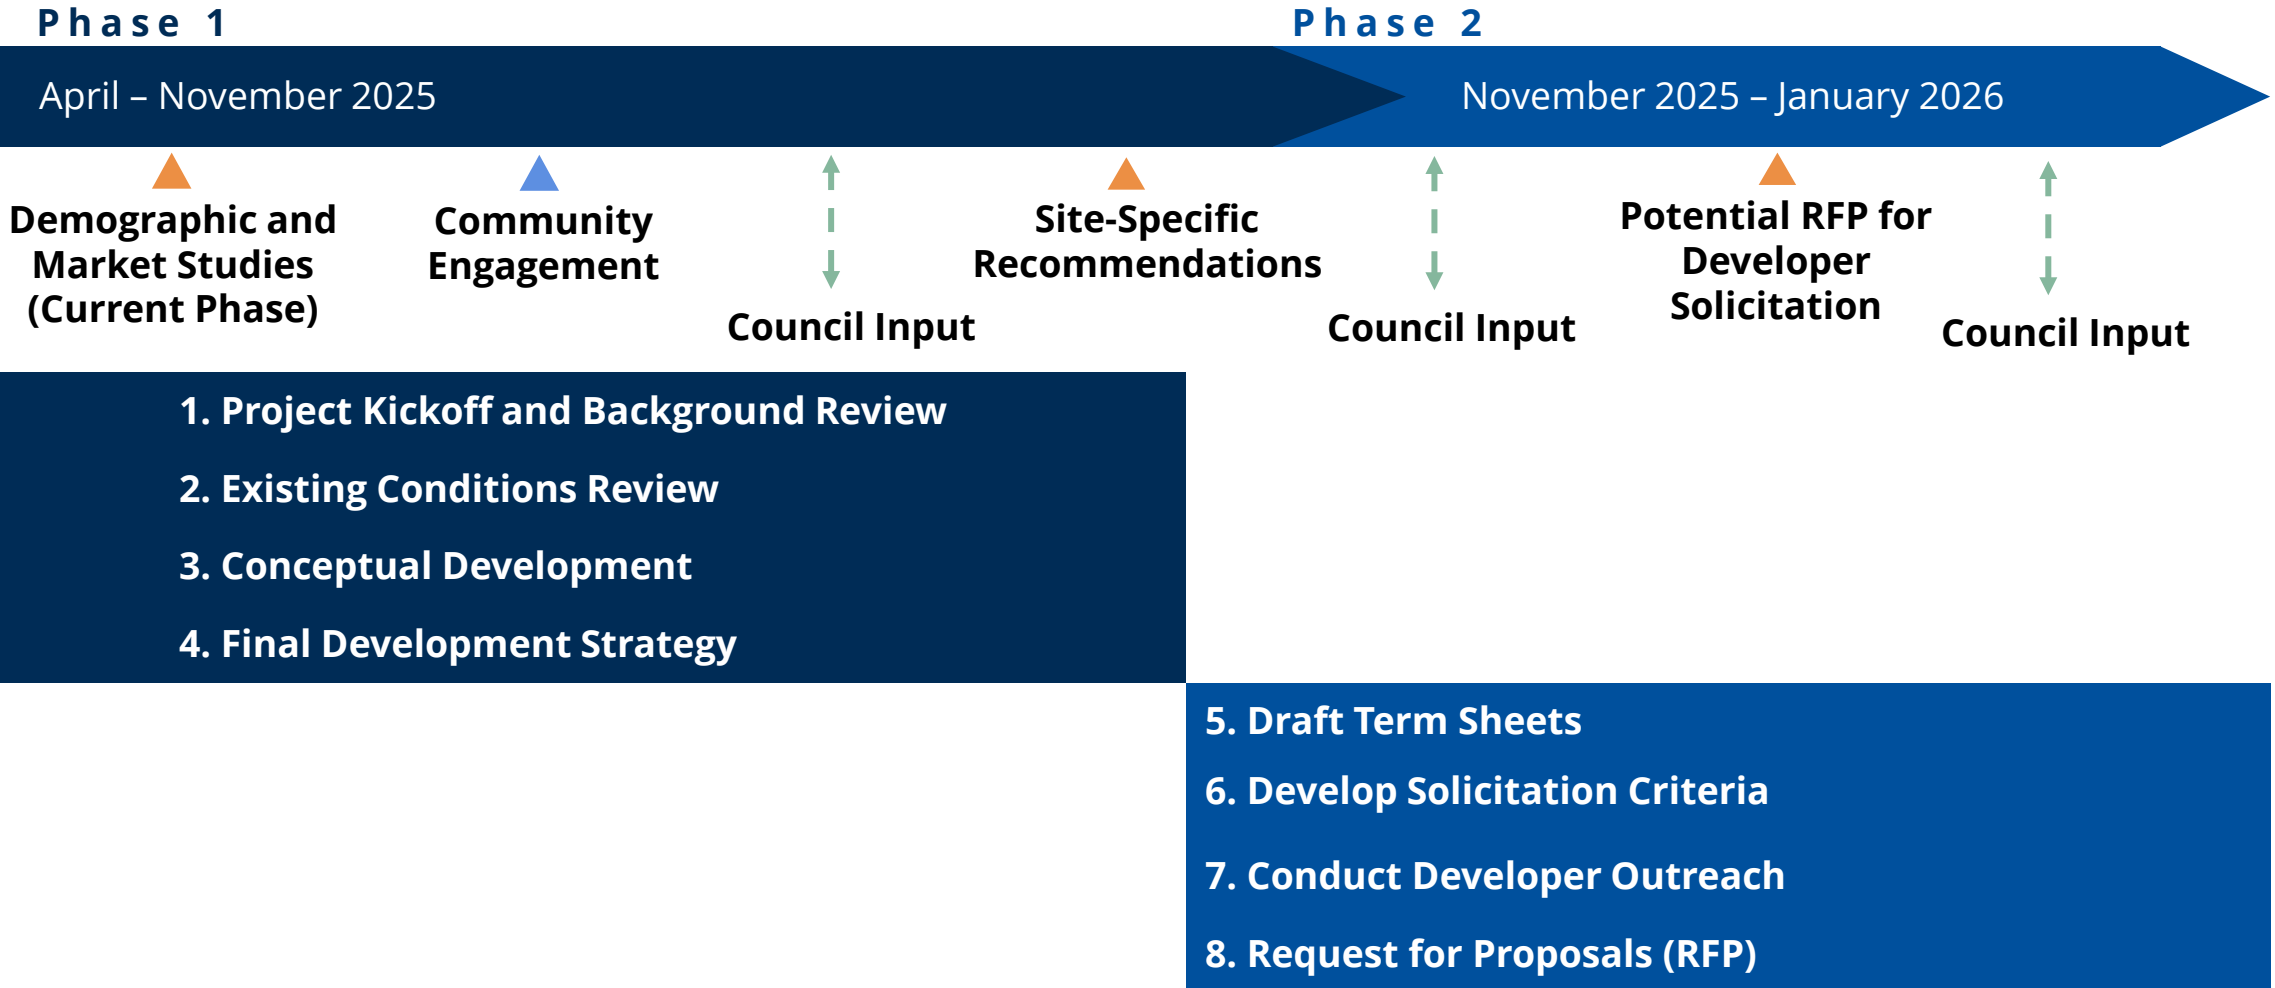 Phase 1
Phase 2
April – November 2025
November 2025 – January 2026
Demographic and
Market Studies
(Current Phase)
Community
Engagement
Council Input
Site-Specific
Recommendations
Council Input
Potential RFP for
Developer
Solicitation
Council Input
1. Project Kickoff and Background Review
2. Existing Conditions Review
3. Conceptual Development
4. Final Development Strategy
5. Draft Term Sheets
6. Develop Solicitation Criteria
7. Conduct Developer Outreach
8. Request for Proposals (RFP)